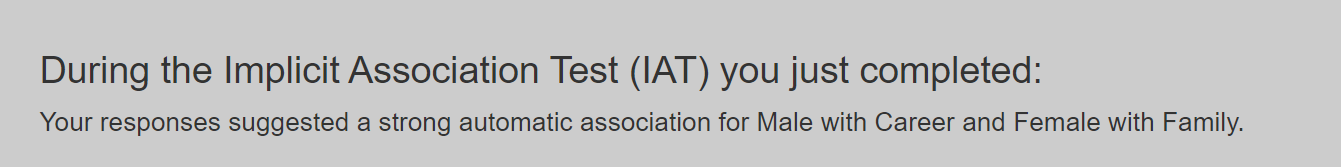 During the Implicit Association Test (IAT) you just completed:
Your responses suggested a strong automatic association for Male with Career and Female with Family.